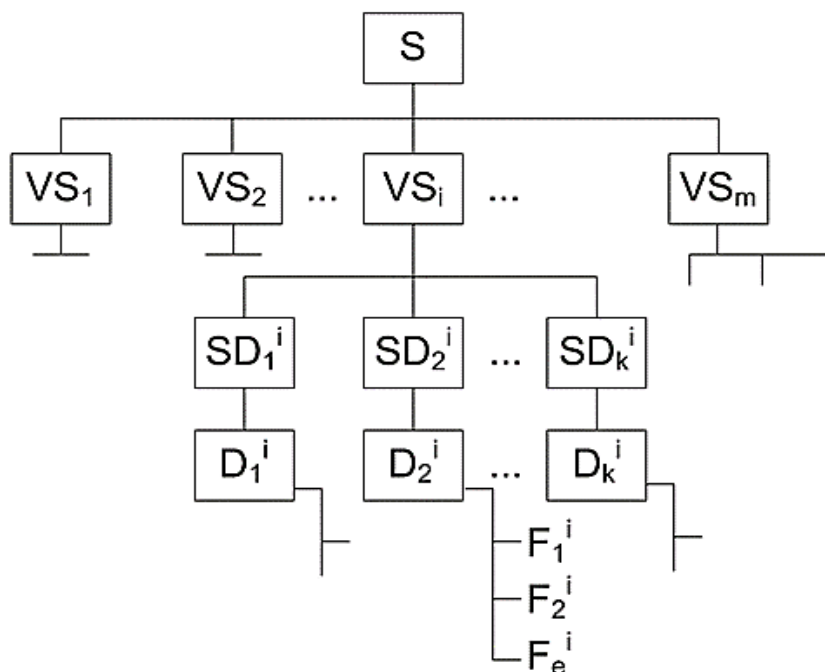 S
VS₁ VS₂ ... VSᵢ ... VSₘ
SD₁ⁱ SD₂ⁱ ... SDₖⁱ
D₁ⁱ D₂ⁱ ... Dₖⁱ
F₁ⁱ
F₂ⁱ
Fₑⁱ